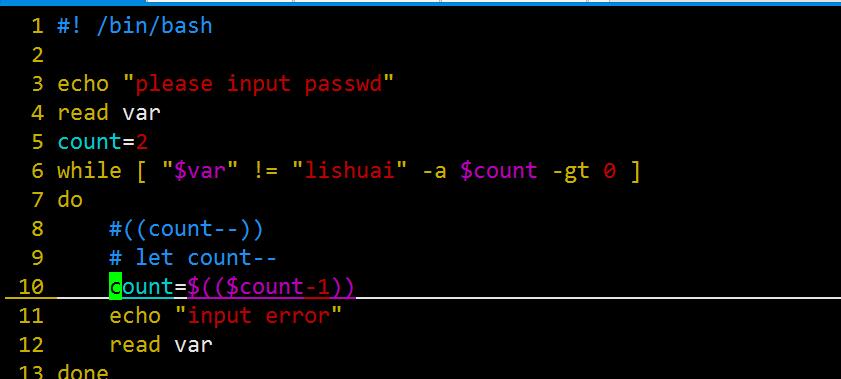 1 #! /bin/bash
2
3 echo "please input passwd"
4 read var
5 count=2
6 while [ "$var" != "lishuai" -a $count -gt 0 ]
7 do
8     #((count--))
9     # let count--
10     count=$(($count-1))
11     echo "input error"
12     read var
13 done